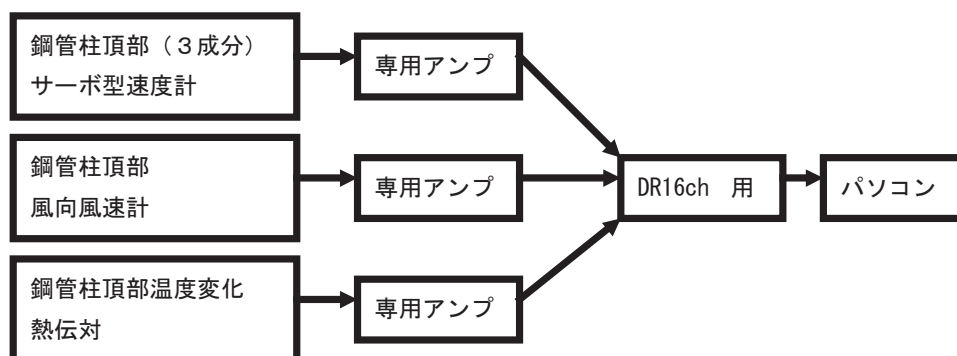 鋼管柱頂部（３成分）
サーボ型速度計
専用アンプ
鋼管柱頂部
風向風速計
専用アンプ
DR16ch　用
パソコン
鋼管柱頂部温度変化
熱伝対
専用アンプ